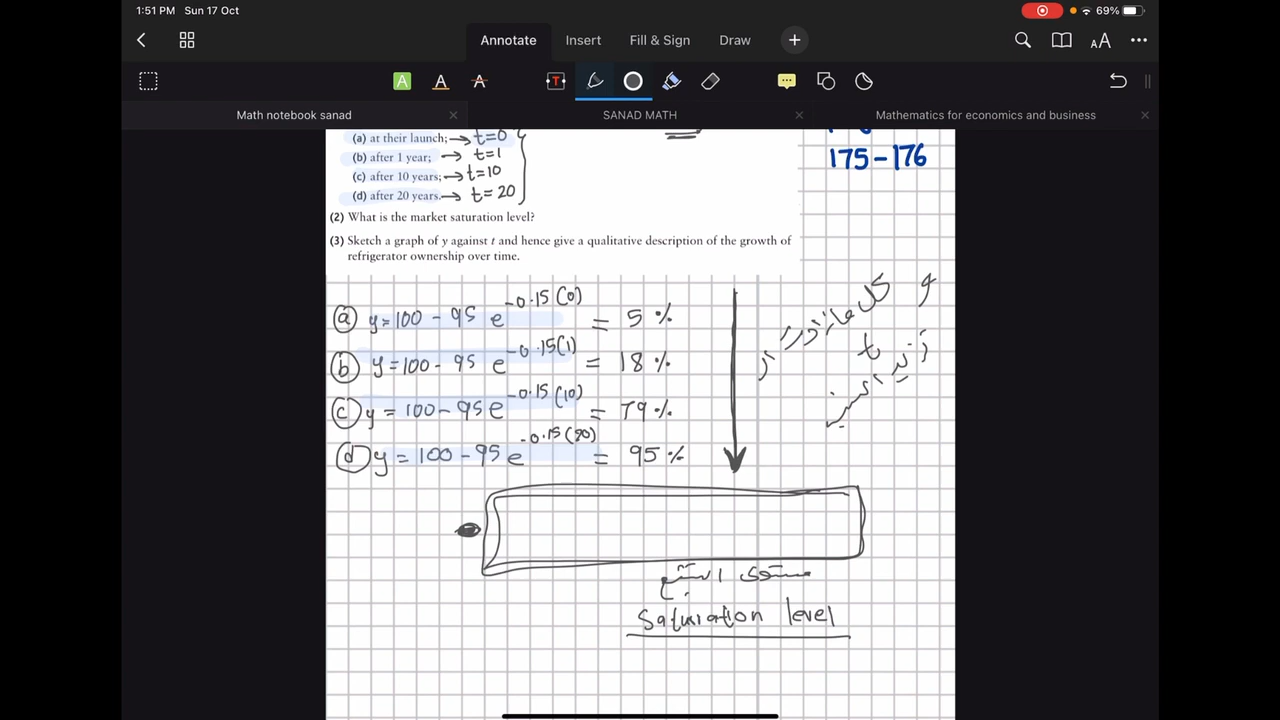 1:51 PM Sun 17 Oct
69%
Annotate Insert Fill & Sign Draw
Math notebook sanad
SANAD MATH
Mathematics for economics and business
(a) at their launch; → t=0
(b) after 1 year; → t=1
(c) after 10 years; → t=10
(d) after 20 years. → t=20
175-176
(2) What is the market saturation level?
(3) Sketch a graph of y against t and hence give a qualitative description of the growth of
refrigerator ownership over time.
(a) y=100-95 e^-0.15(0) = 5%
(b) y=100-95 e^-0.15(1) = 18%
(c) y=100-95e^-0.15(10) = 79%
(d) y=100-95e^-0.15(20) = 95%
و كل ما
t
مستوى التشبع
Saturation level